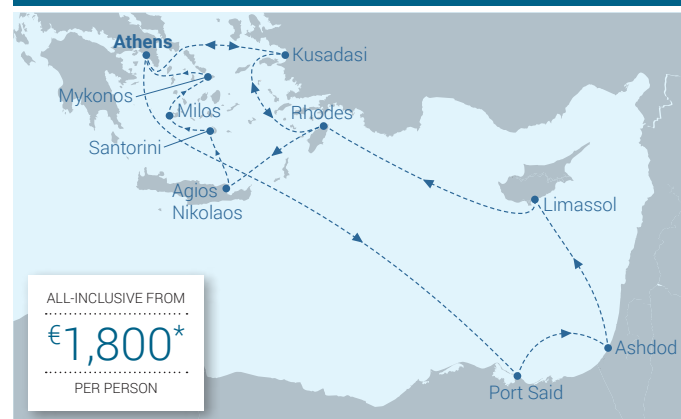 Athens
Kusadasi
Mykonos
Milos
Rhodes
Santorini
Agios
Nikolaos
Limassol
ALL-INCLUSIVE FROM
€1,800*
PER PERSON
Ashdod
Port Said